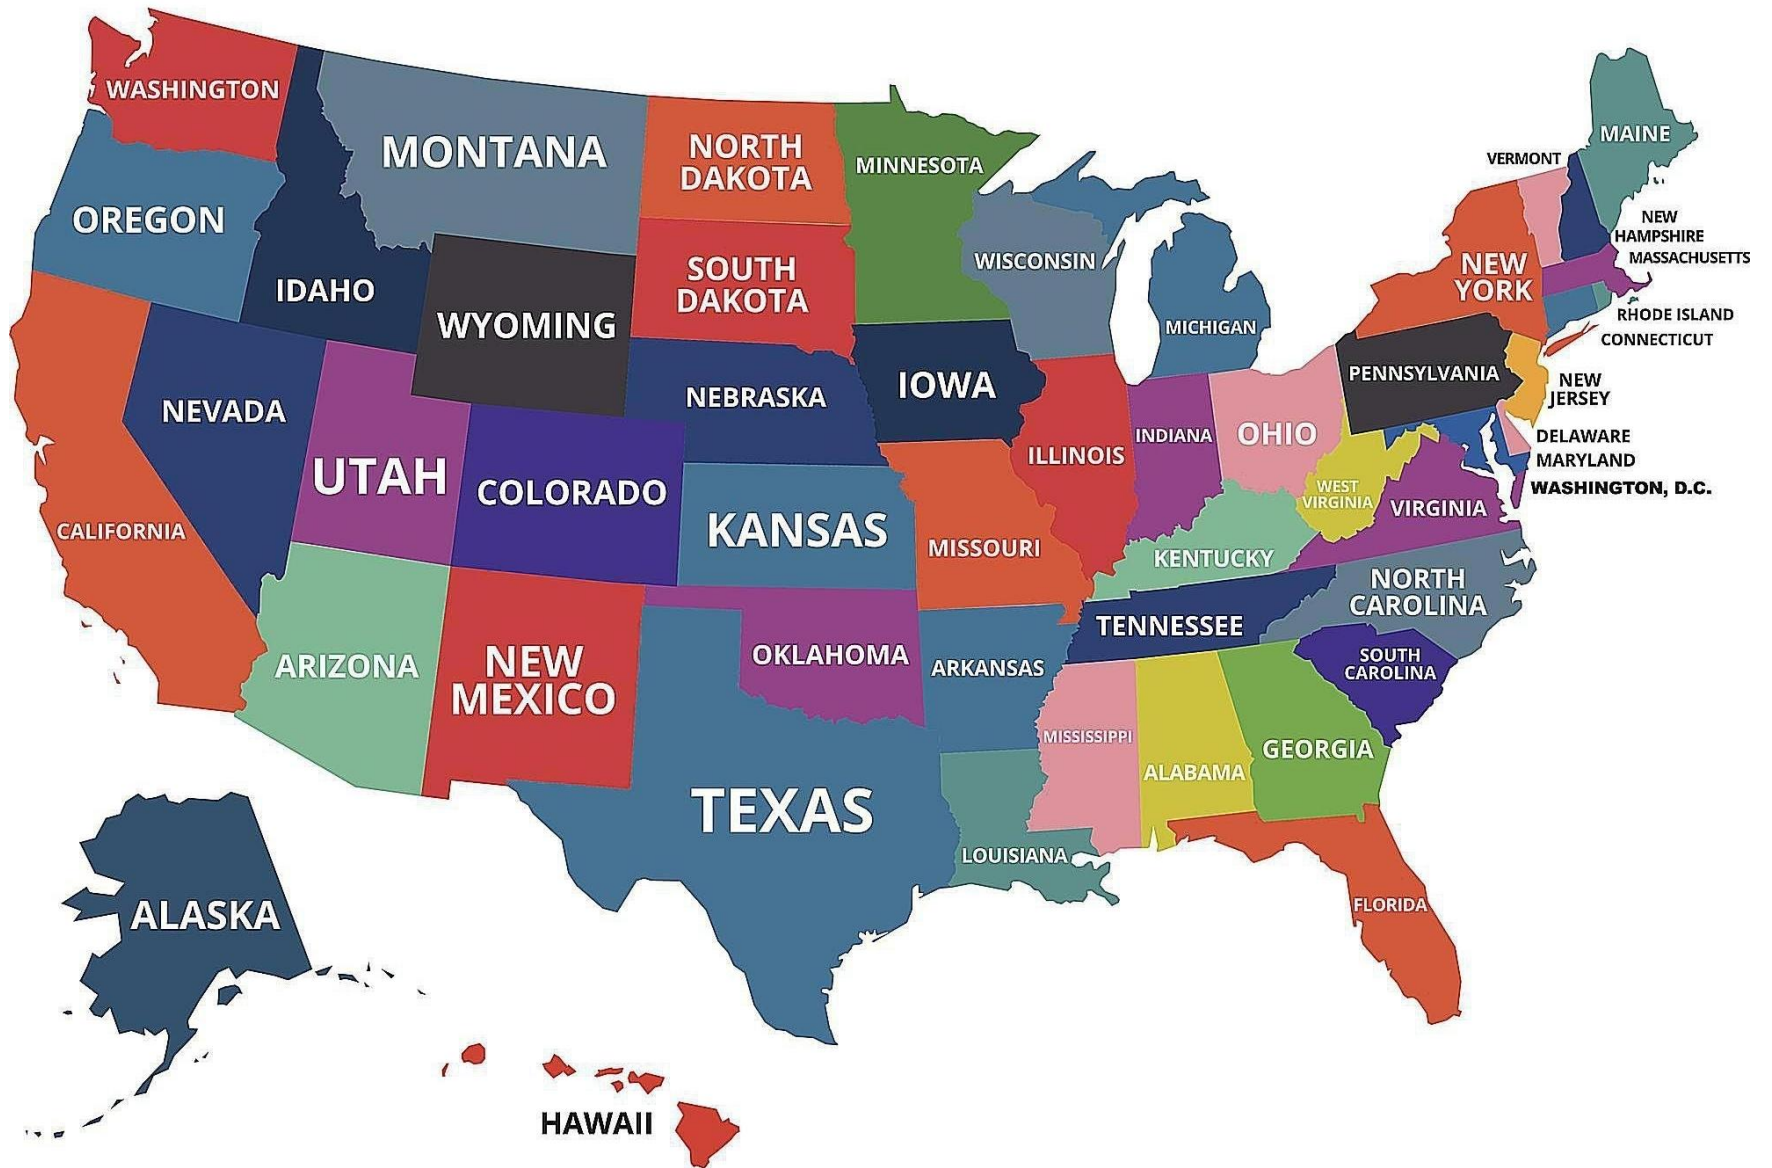 WASHINGTON
MONTANA
NORTH
DAKOTA
MINNESOTA
VERMONT
MAINE
OREGON
IDAHO
WYOMING
SOUTH
DAKOTA
WISCONSIN
MICHIGAN
NEW
YORK
NEW
HAMPSHIRE
MASSACHUSETTS
RHODE ISLAND
CONNECTICUT
NEVADA
UTAH
COLORADO
NEBRASKA
IOWA
ILLINOIS
INDIANA
OHIO
PENNSYLVANIA
NEW
JERSEY
DELAWARE
MARYLAND
WASHINGTON, D.C.
WEST
VIRGINIA
VIRGINIA
CALIFORNIA
KANSAS
MISSOURI
KENTUCKY
NORTH
CAROLINA
TENNESSEE
ARIZONA
NEW
MEXICO
OKLAHOMA
ARKANSAS
SOUTH
CAROLINA
MISSISSIPPI
ALABAMA
GEORGIA
TEXAS
LOUISIANA
FLORIDA
ALASKA
HAWAII